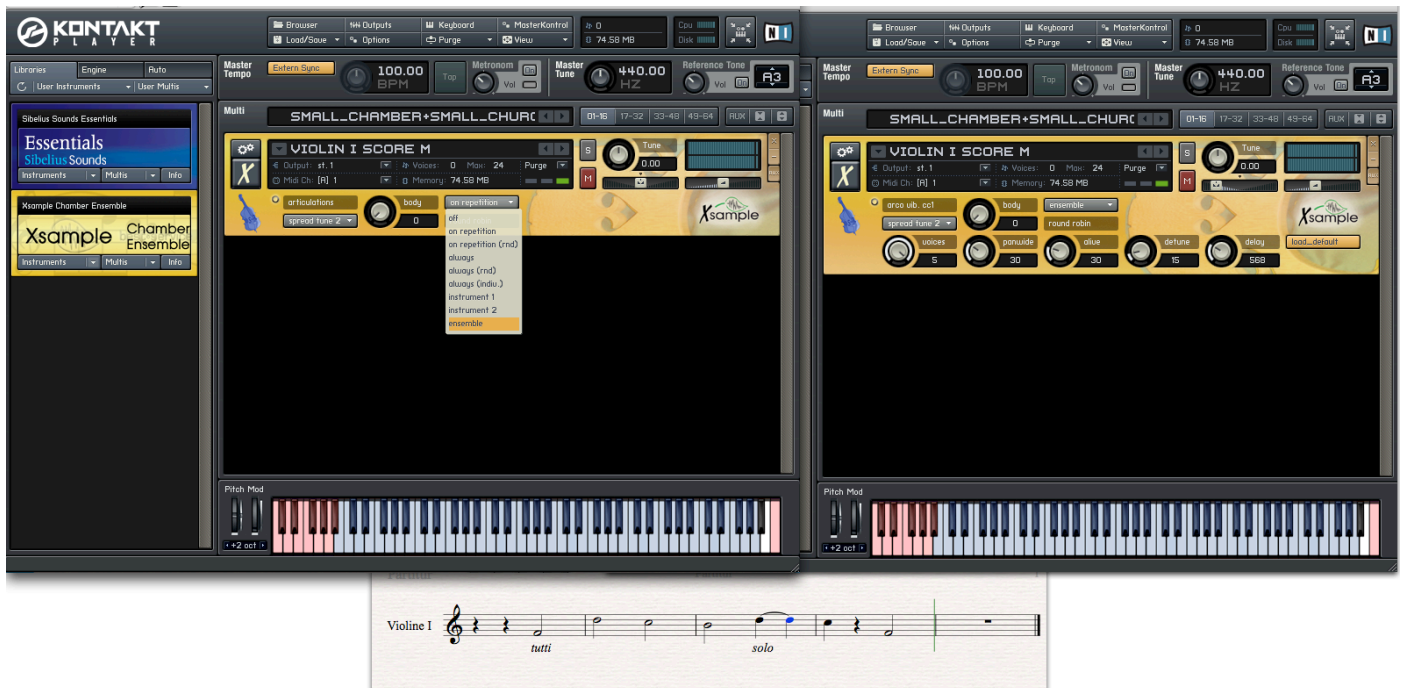 KONTAKT
PLAYER
Browser Outputs Keyboard MasterKontrol 0 Cpu
Load/Save Options Purge View 74.58 MB Disk NI
Libraries Engine Auto
User Instruments User Multis
Master Tempo Extern Sync 100.00 BPM Tap Metronom On Vol Master Tune 440.00 HZ Reference Tone Vol On A3
Multi SMALL_CHAMBER+SMALL_CHURC 01-16 17-32 33-48 49-64 AUX
Sibelius Sounds Essentials
Essentials
Sibelius Sounds
Instruments Multis Info
Xsample Chamber Ensemble
Xsample Chamber Ensemble
Instruments Multis Info
X VIOLIN I SCORE M S M Tune 0.00
Output: st. 1 Voices: 0 Max: 24 Purge
Midi Ch: [A] 1 Memory: 74.58 MB
articulations body on repetition Xsample
spread tune 2 0
off
on repetition
on repetition (rnd)
always
always (rnd)
always (indiv.)
instrument 1
instrument 2
ensemble
Pitch Mod
+2 oct
Browser Outputs Keyboard MasterKontrol 0 Cpu
Load/Save Options Purge View 74.58 MB Disk NI
Master Tempo Extern Sync 100.00 BPM Tap Metronom On Vol Master Tune 440.00 HZ Reference Tone Vol On A3
Multi SMALL_CHAMBER+SMALL_CHURC 01-16 17-32 33-48 49-64 AUX
X VIOLIN I SCORE M S M Tune 0.00
Output: st. 1 Voices: 0 Max: 24 Purge
Midi Ch: [A] 1 Memory: 74.58 MB
arco vib. cc1 body ensemble Xsample
spread tune 2 0 round robin
voices panwide alive detune delay load_default
5 30 30 15 568
Pitch Mod
+2 oct
Partitur
Violine I
tutti solo